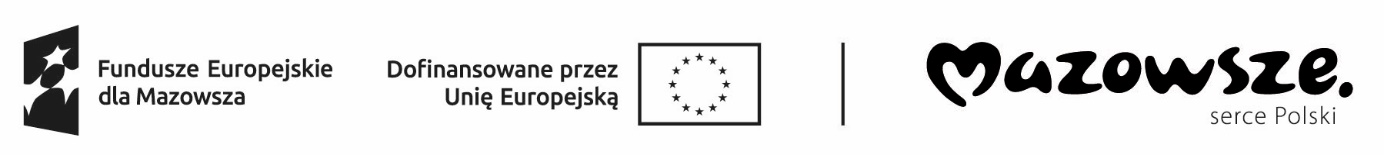 Fundusze Europejskie
dla Mazowsza
Dofinansowane przez
Unię Europejską
Mazowsze.
serce Polski